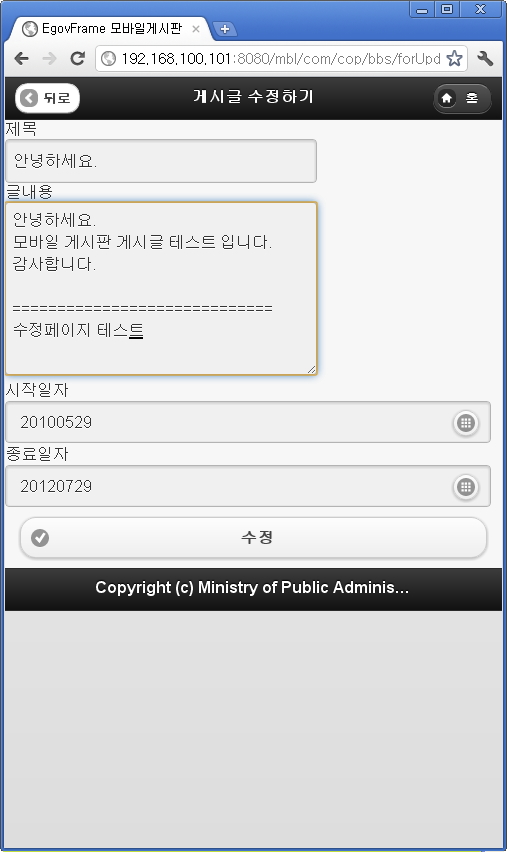 EgovFrame 모바일게시판
192.168.100.101:8080/mbl/com/cop/bbs/forUpd
뒤로
게시글 수정하기
홈
제목
안녕하세요.
글내용
안녕하세요.
모바일 게시판 게시글 테스트 입니다.
감사합니다.
=============================
수정페이지 테스트
시작일자
20100529
종료일자
20120729
수정
Copyright (c) Ministry of Public Adminis...